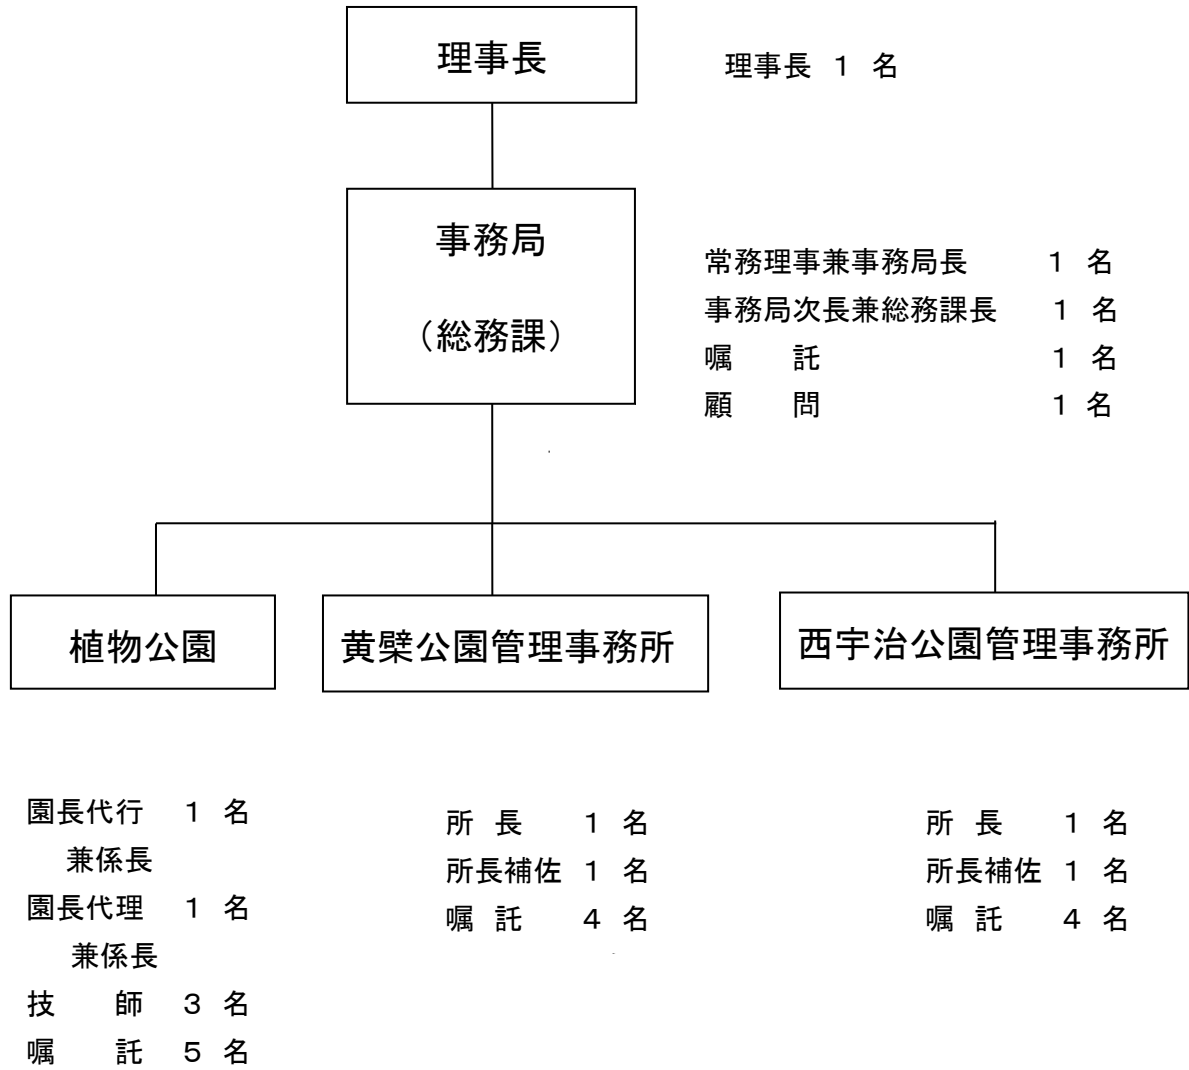 理事長
理事長 1 名
事務局
(総務課)
常務理事兼事務局長 1 名
事務局次長兼総務課長 1 名
嘱 託 1 名
顧 問 1 名
植物公園
黄檗公園管理事務所
西宇治公園管理事務所
園長代行 1 名
兼係長
園長代理 1 名
兼係長
技 師 3 名
嘱 託 5 名
所 長 1 名
所長補佐 1 名
嘱 託 4 名
所 長 1 名
所長補佐 1 名
嘱 託 4 名